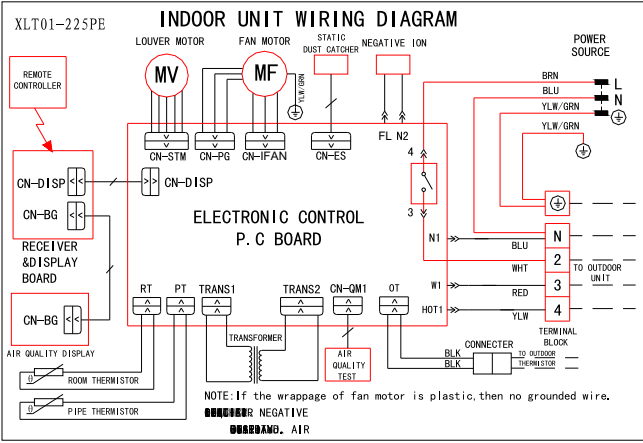 XLT01-225PE
INDOOR UNIT WIRING DIAGRAM
LOUVER MOTOR
FAN MOTOR
STATIC
DUST CATCHER
NEGATIVE ION
POWER
SOURCE
REMOTE
CONTROLLER
MV
MF
YLW/GRN
BRN
L
BLU
N
YLW/GRN
YLW/GRN
CN-STM
CN-PG
CN-IFAN
CN-ES
FL N2
4
3
CN-DISP
CN-DISP
CN-BG
RECEIVER
&DISPLAY
BOARD
ELECTRONIC CONTROL
P.C BOARD
N1
BLU
N
WHT
2
TO OUTDOOR
UNIT
W1
RED
3
HOT1
YLW
4
TERMINAL
BLOCK
RT
PT
TRANS1
TRANS2
CN-QM1
OT
CN-BG
AIR QUALITY DISPLAY
TRANSFORMER
AIR
QUALITY
TEST
CONNECTER
BLK
BLK
TO OUTDOOR
THERMISTOR
θ
ROOM THERMISTOR
θ
PIPE THERMISTOR
NOTE:If the wrappage of fan motor is plastic,then no grounded wire.
R NEGATIVE
AIR